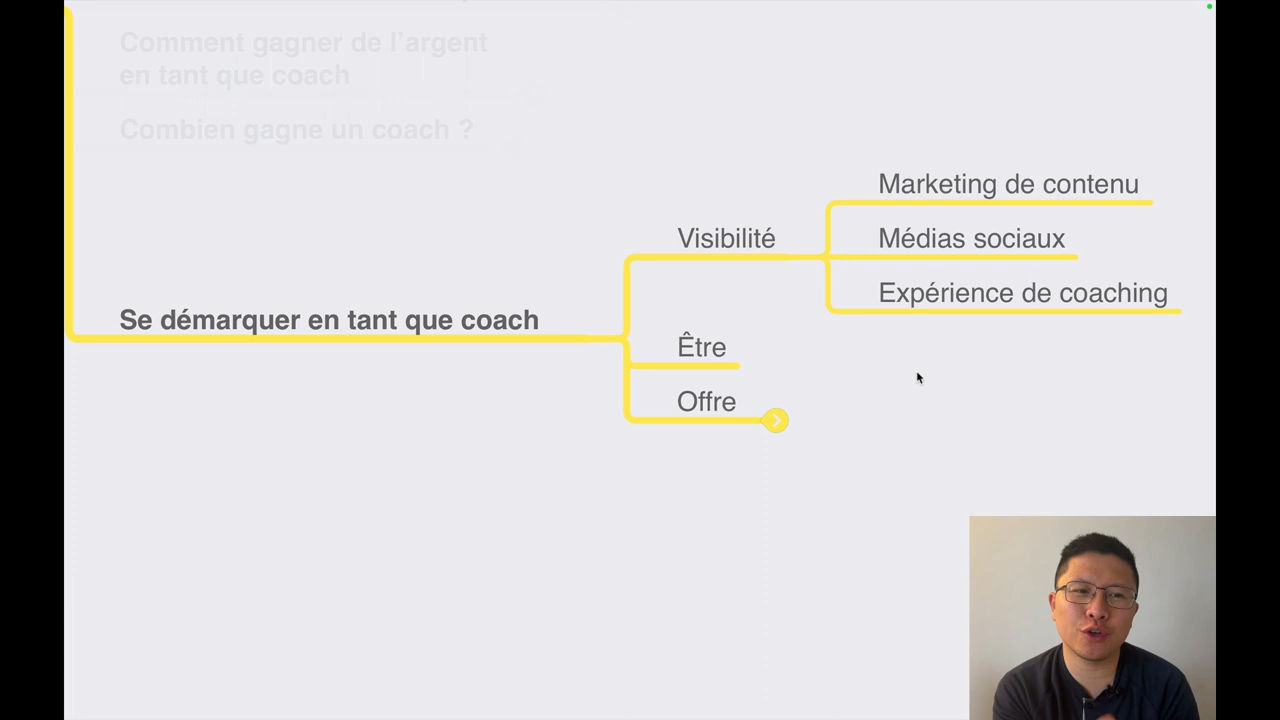 Comment gagner de l'argent
en tant que coach
Combien gagne un coach ?
Marketing de contenu
Visibilité
Médias sociaux
Expérience de coaching
Se démarquer en tant que coach
Être
Offre